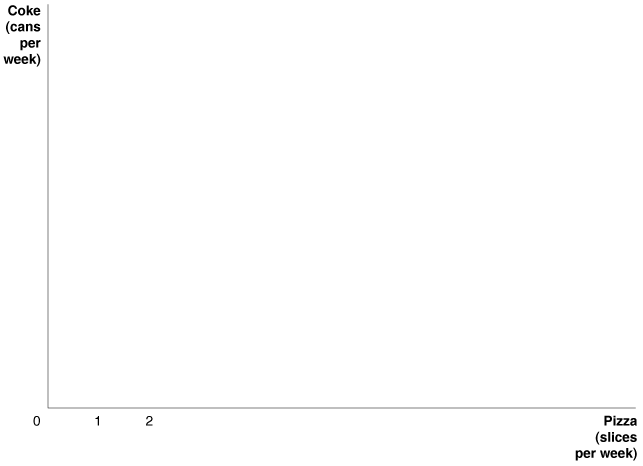 Coke
(cans
per
week)
0 1 2 Pizza
(slices
per week)